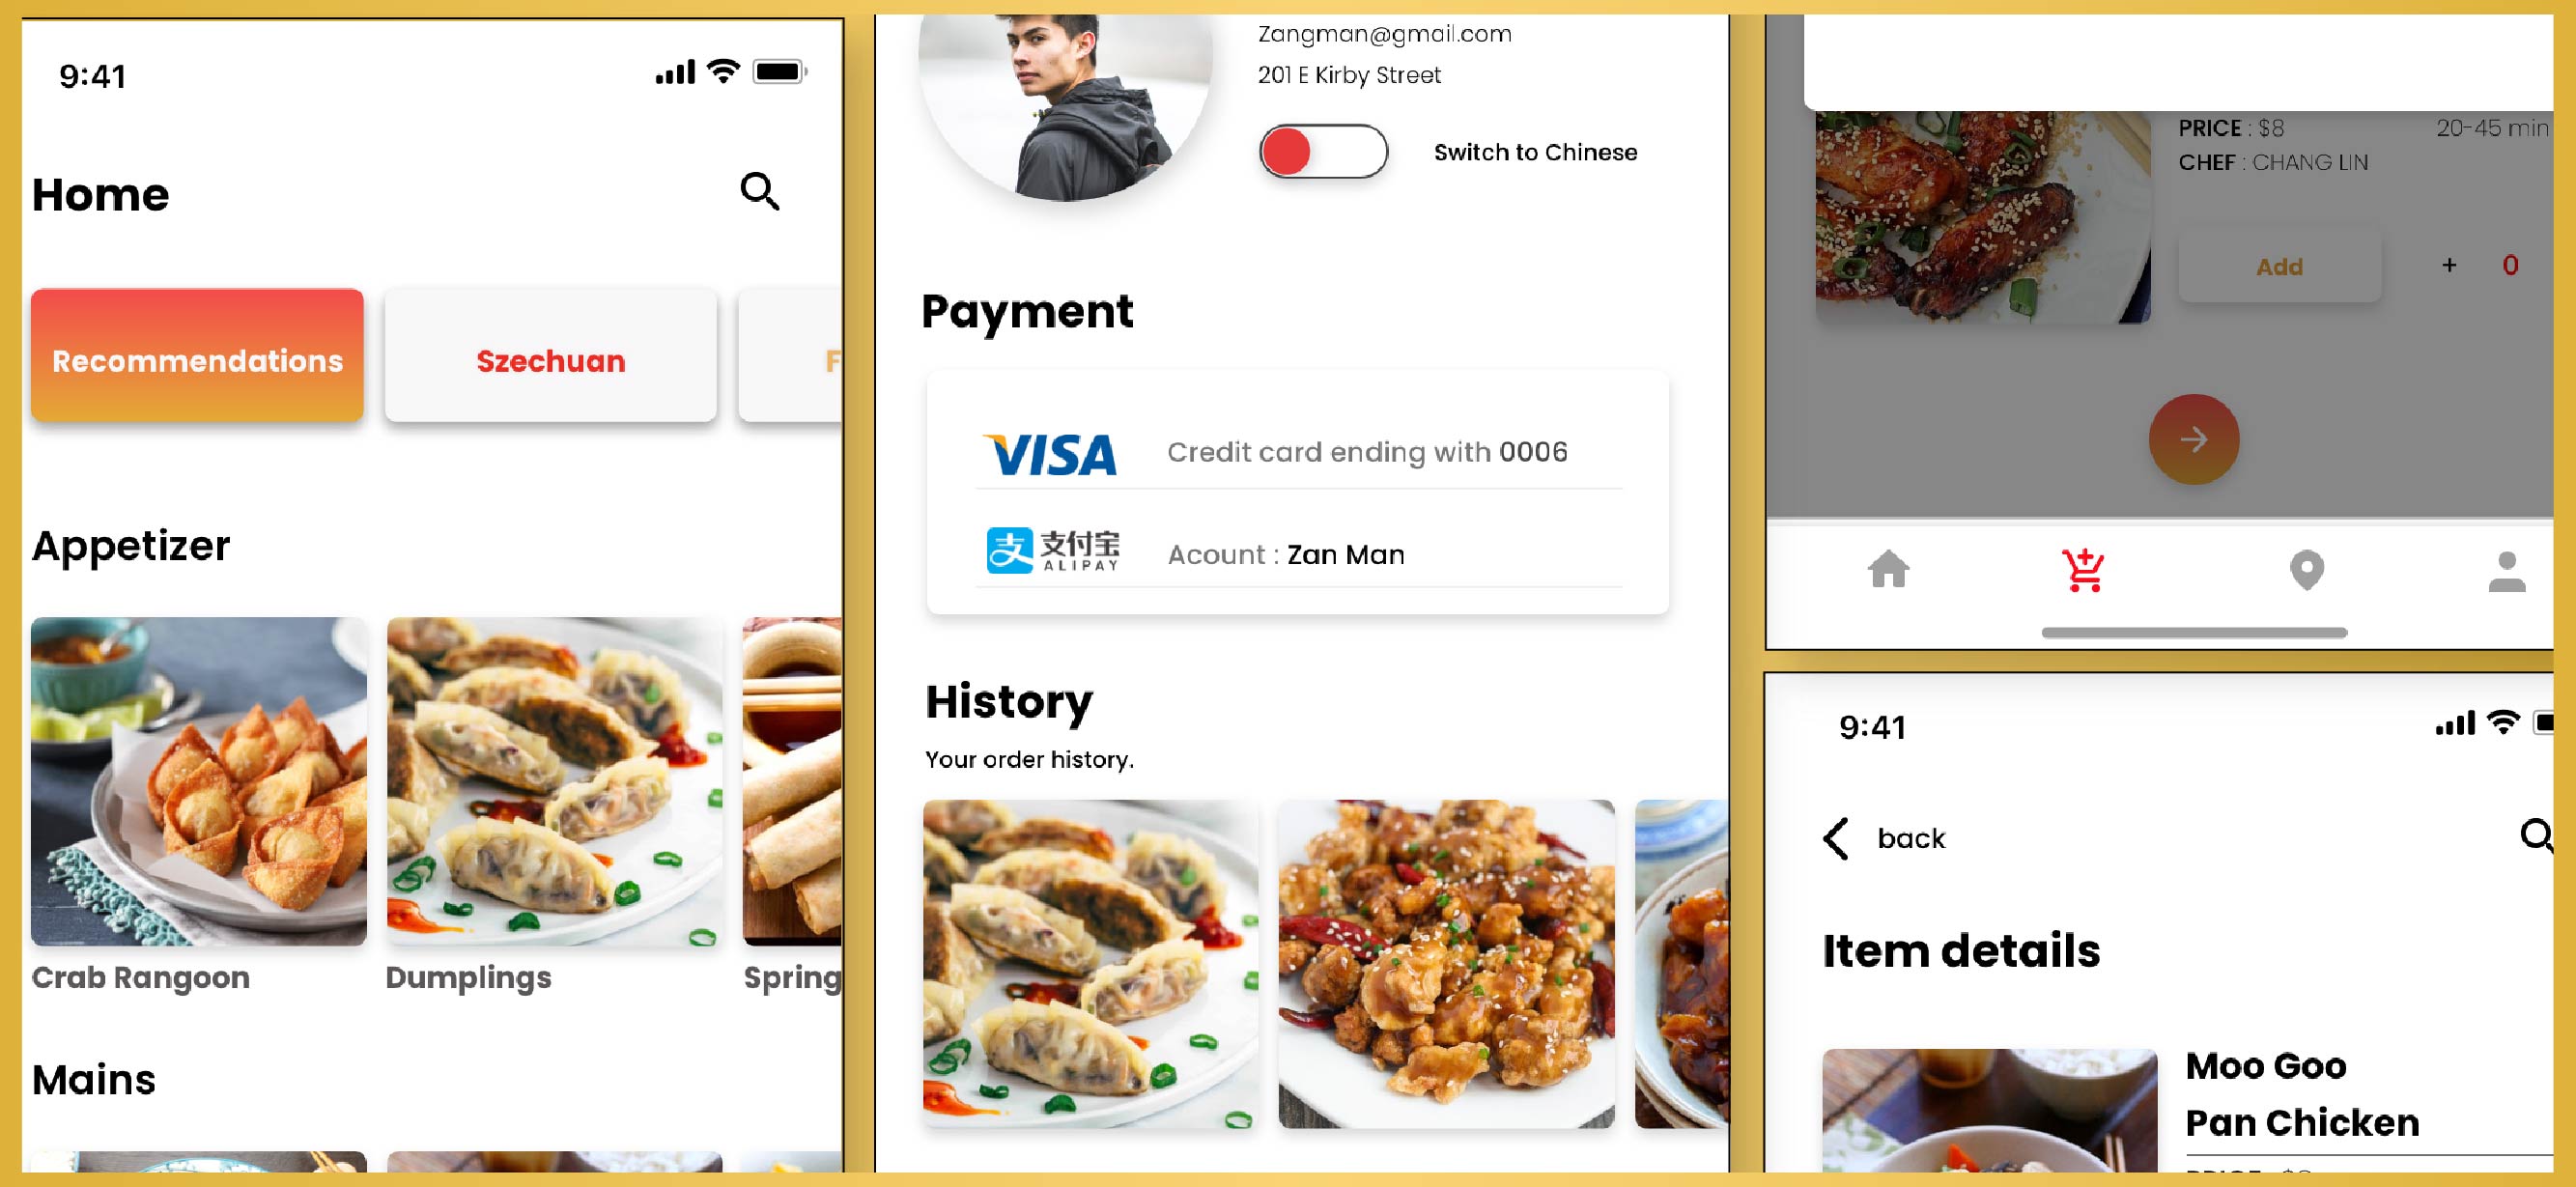 9:41
Home
Recommendations
Szechuan
F
Appetizer
Crab Rangoon
Dumplings
Spring
Mains
Zangman@gmail.com
201 E Kirby Street
Switch to Chinese
Payment
VISA
Credit card ending with 0006
支 支付宝
ALIPAY
Acount : Zan Man
History
Your order history.
PRICE : $8
20-45 min
CHEF : CHANG LIN
Add
+ 0
9:41
back
Item details
Moo Goo
Pan Chicken